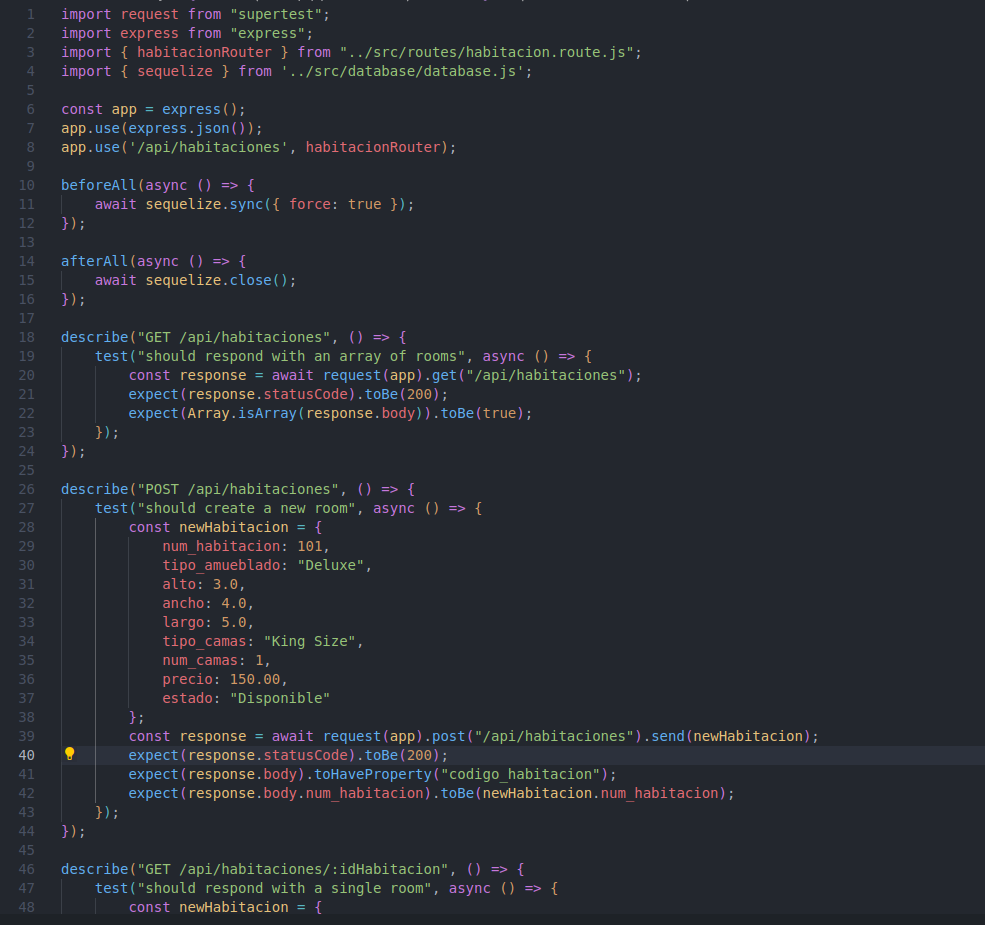 1 import request from "supertest";
2 import express from "express";
3 import { habitacionRouter } from "../src/routes/habitacion.route.js";
4 import { sequelize } from '../src/database/database.js';
5
6 const app = express();
7 app.use(express.json());
8 app.use('/api/habitaciones', habitacionRouter);
9
10 beforeAll(async () => {
11     await sequelize.sync({ force: true });
12 });
13
14 afterAll(async () => {
15     await sequelize.close();
16 });
17
18 describe("GET /api/habitaciones", () => {
19     test("should respond with an array of rooms", async () => {
20         const response = await request(app).get("/api/habitaciones");
21         expect(response.statusCode).toBe(200);
22         expect(Array.isArray(response.body)).toBe(true);
23     });
24 });
25
26 describe("POST /api/habitaciones", () => {
27     test("should create a new room", async () => {
28         const newHabitacion = {
29             num_habitacion: 101,
30             tipo_amueblado: "Deluxe",
31             alto: 3.0,
32             ancho: 4.0,
33             largo: 5.0,
34             tipo_camas: "King Size",
35             num_camas: 1,
36             precio: 150.00,
37             estado: "Disponible"
38         };
39         const response = await request(app).post("/api/habitaciones").send(newHabitacion);
40         expect(response.statusCode).toBe(200);
41         expect(response.body).toHaveProperty("codigo_habitacion");
42         expect(response.body.num_habitacion).toBe(newHabitacion.num_habitacion);
43     });
44 });
45
46 describe("GET /api/habitaciones/:idHabitacion", () => {
47     test("should respond with a single room", async () => {
48         const newHabitacion = {